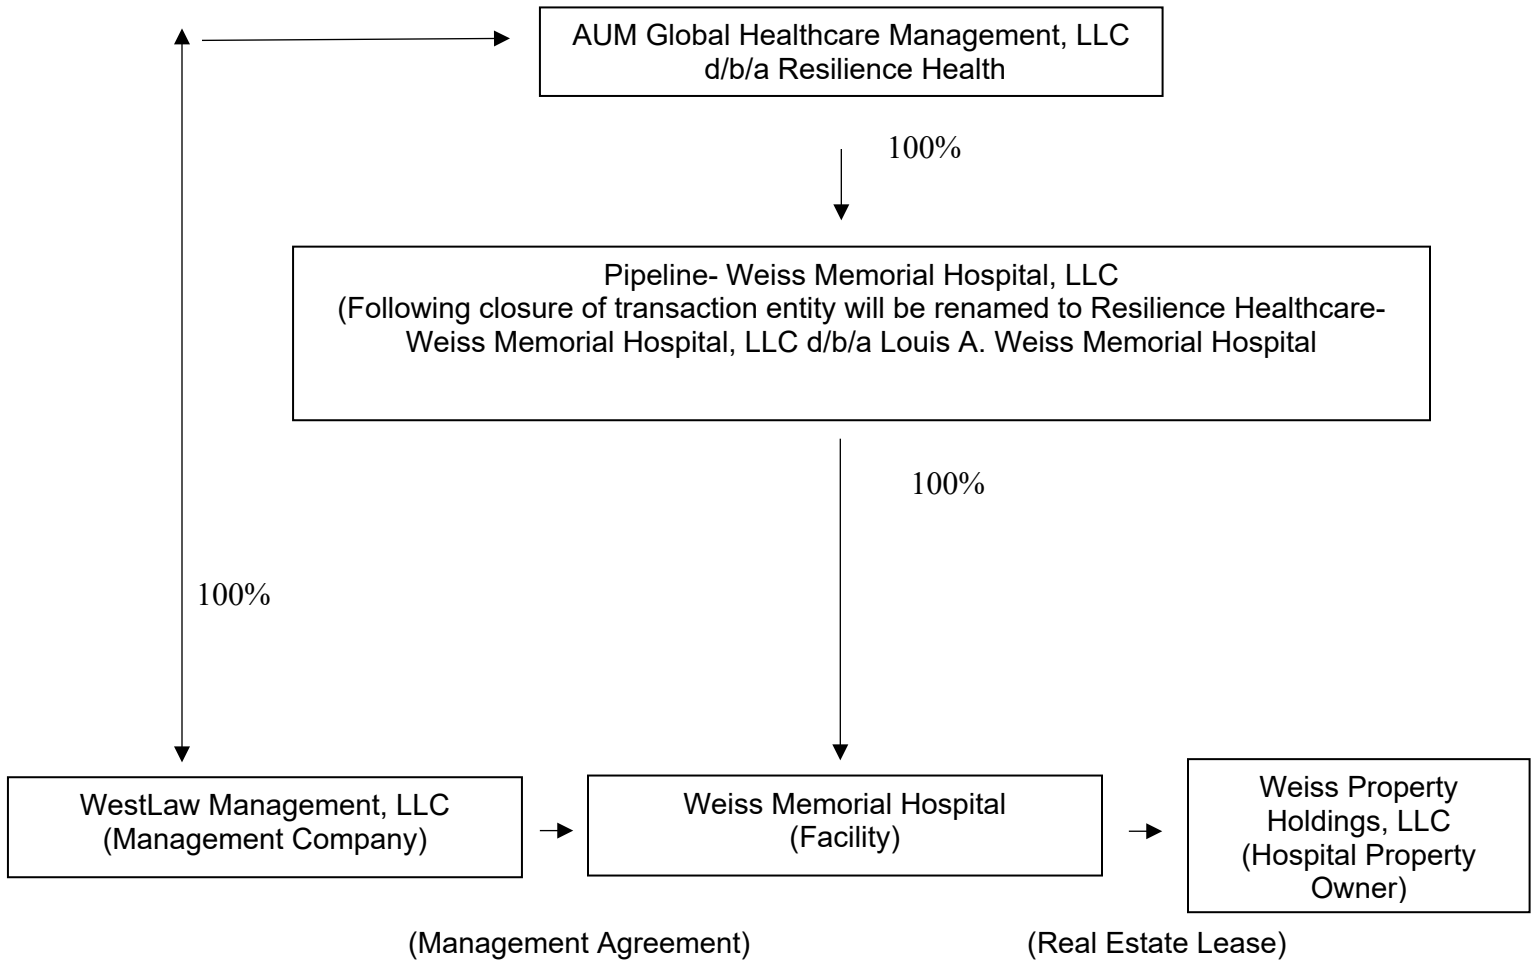 AUM Global Healthcare Management, LLC
d/b/a Resilience Health
100%
Pipeline- Weiss Memorial Hospital, LLC
(Following closure of transaction entity will be renamed to Resilience Healthcare-
Weiss Memorial Hospital, LLC d/b/a Louis A. Weiss Memorial Hospital
100%
100%
WestLaw Management, LLC
(Management Company)
Weiss Memorial Hospital
(Facility)
Weiss Property
Holdings, LLC
(Hospital Property
Owner)
(Management Agreement)
(Real Estate Lease)